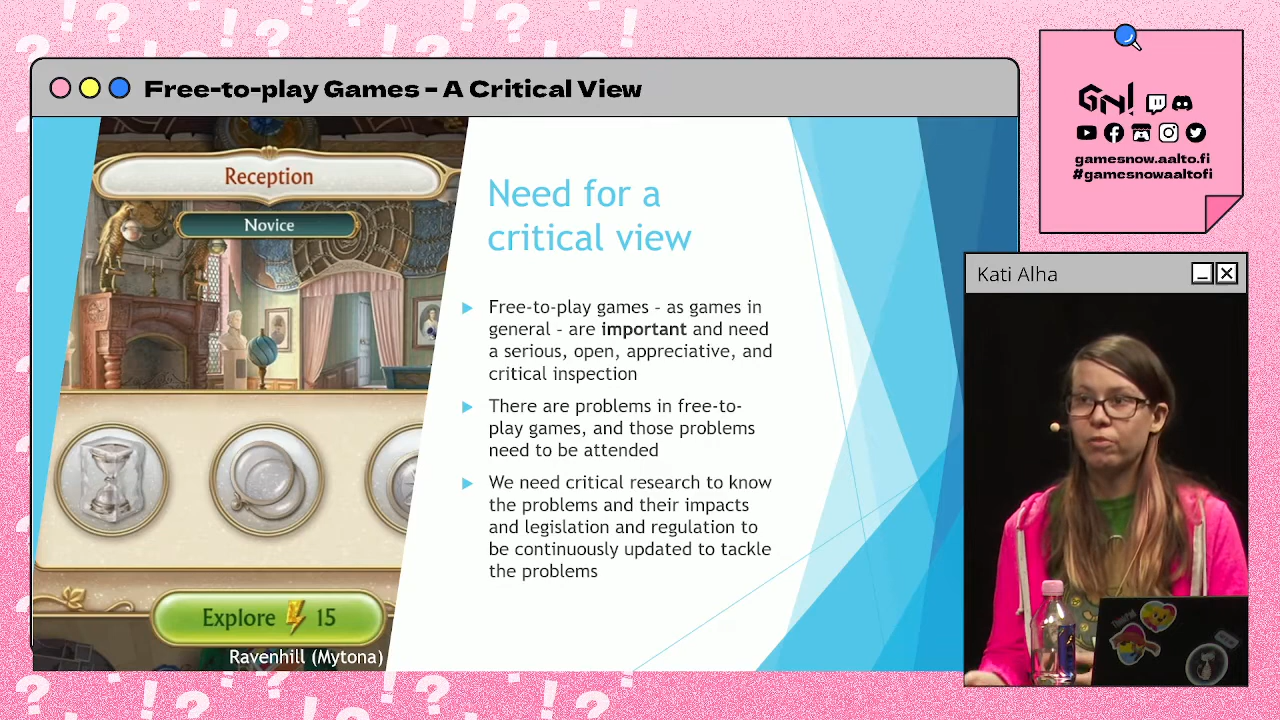 Free-to-play Games – A Critical View
GN!
gamesnow.aalto.fi
#gamesnowaaltofi
Reception
Novice
Explore 15
Ravenhill (Mytona)
Need for a
critical view
Free-to-play games - as games in
general - are important and need
a serious, open, appreciative, and
critical inspection
There are problems in free-to-
play games, and those problems
need to be attended
We need critical research to know
the problems and their impacts
and legislation and regulation to
be continuously updated to tackle
the problems
Kati Alha